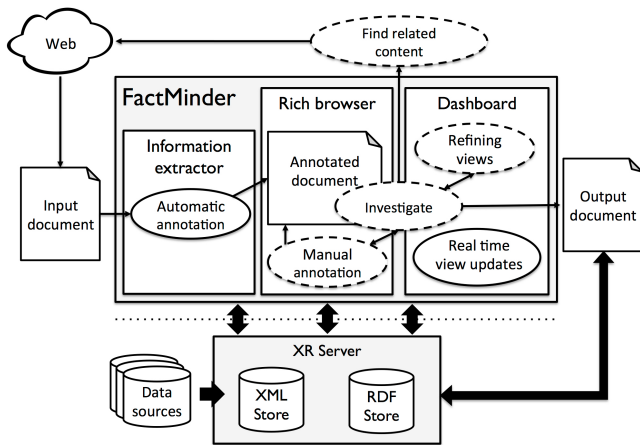 Web
Find related
content
FactMinder
Rich browser
Dashboard
Information
extractor
Refining
views
Annotated
document
Input
document
Automatic
annotation
Investigate
Output
document
Manual
annotation
Real time
view updates
XR Server
Data
sources
XML
Store
RDF
Store